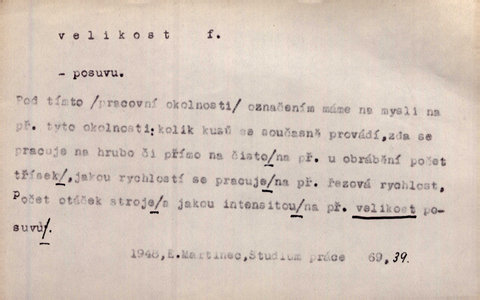 velikost f.
- posuvu.
Pod tímto /pracovní okolnosti/ označením máme na mysli na
př. tyto okolnosti: kolik kusů se současně provádí, zda se
pracuje na hrubo či přímo na čisto/na př. u obrábění počet
třísek/, jakou rychlostí se pracuje/na př. řezová rychlost,
počet otáček stroje/a jakou intensitou/na př. velikost po-
suvu/.
1948, E. Martinec, Studium práce 69, 39.